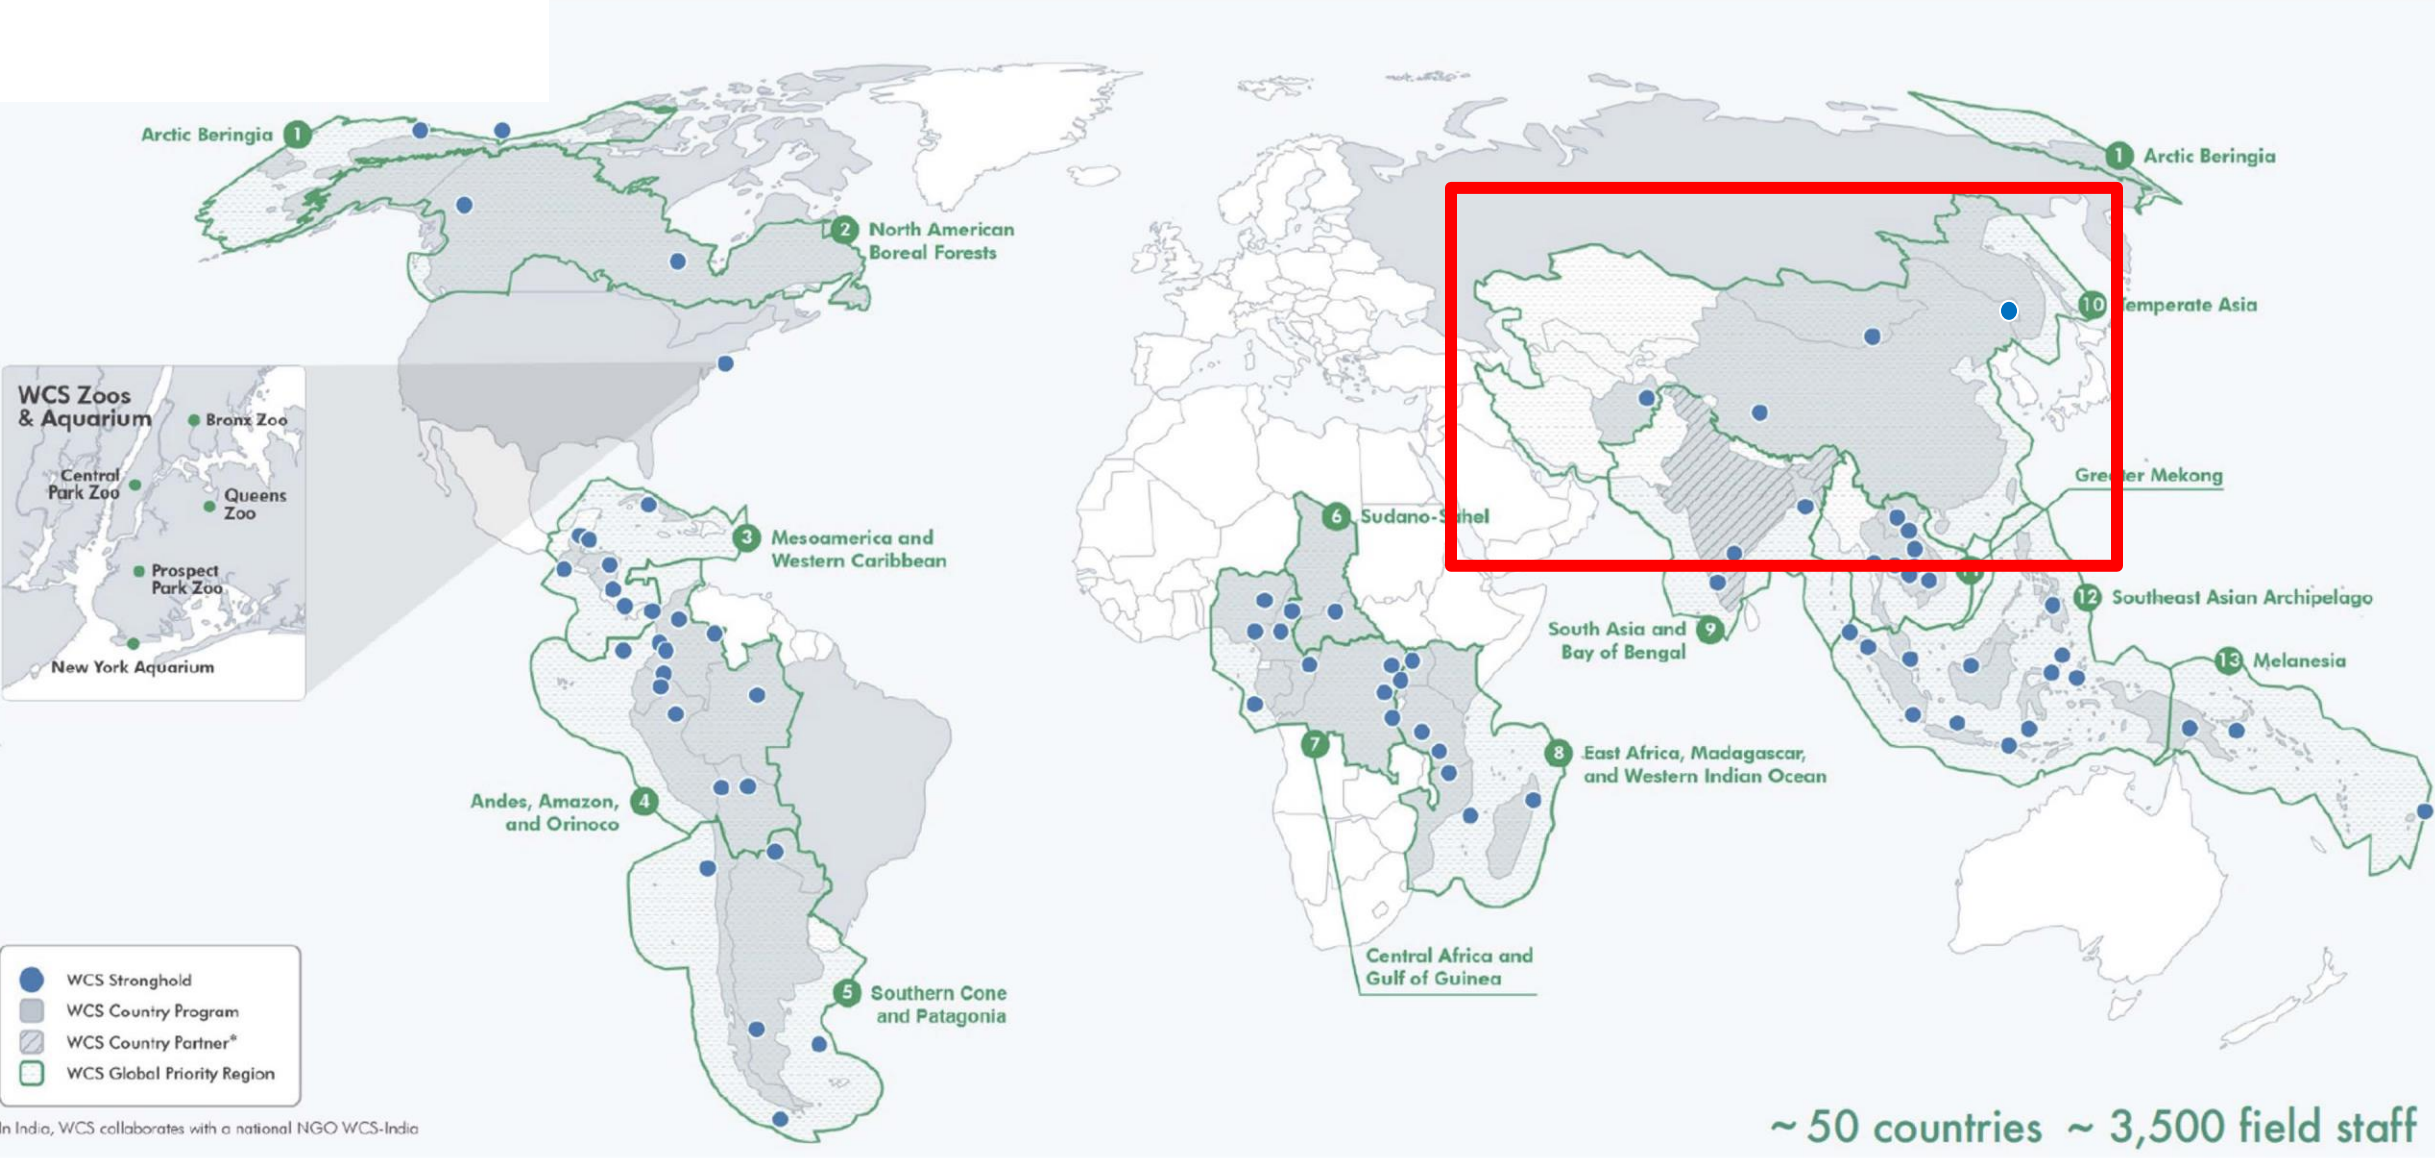 Arctic Beringia 1
1 Arctic Beringia
2 North American
Boreal Forests
10 Temperate Asia
WCS Zoos
& Aquarium
Bronx Zoo
Central
Park Zoo
Queens
Zoo
Prospect
Park Zoo
New York Aquarium
3 Mesoamerica and
Western Caribbean
6 Sudano-Sahel
Greater Mekong
11
12 Southeast Asian Archipelago
South Asia and 9
Bay of Bengal
13 Melanesia
7
8 East Africa, Madagascar,
and Western Indian Ocean
Andes, Amazon, 4
and Orinoco
Central Africa and
Gulf of Guinea
5 Southern Cone
and Patagonia
WCS Stronghold
WCS Country Program
WCS Country Partner*
WCS Global Priority Region
In India, WCS collaborates with a national NGO WCS-India
~ 50 countries ~ 3,500 field staff